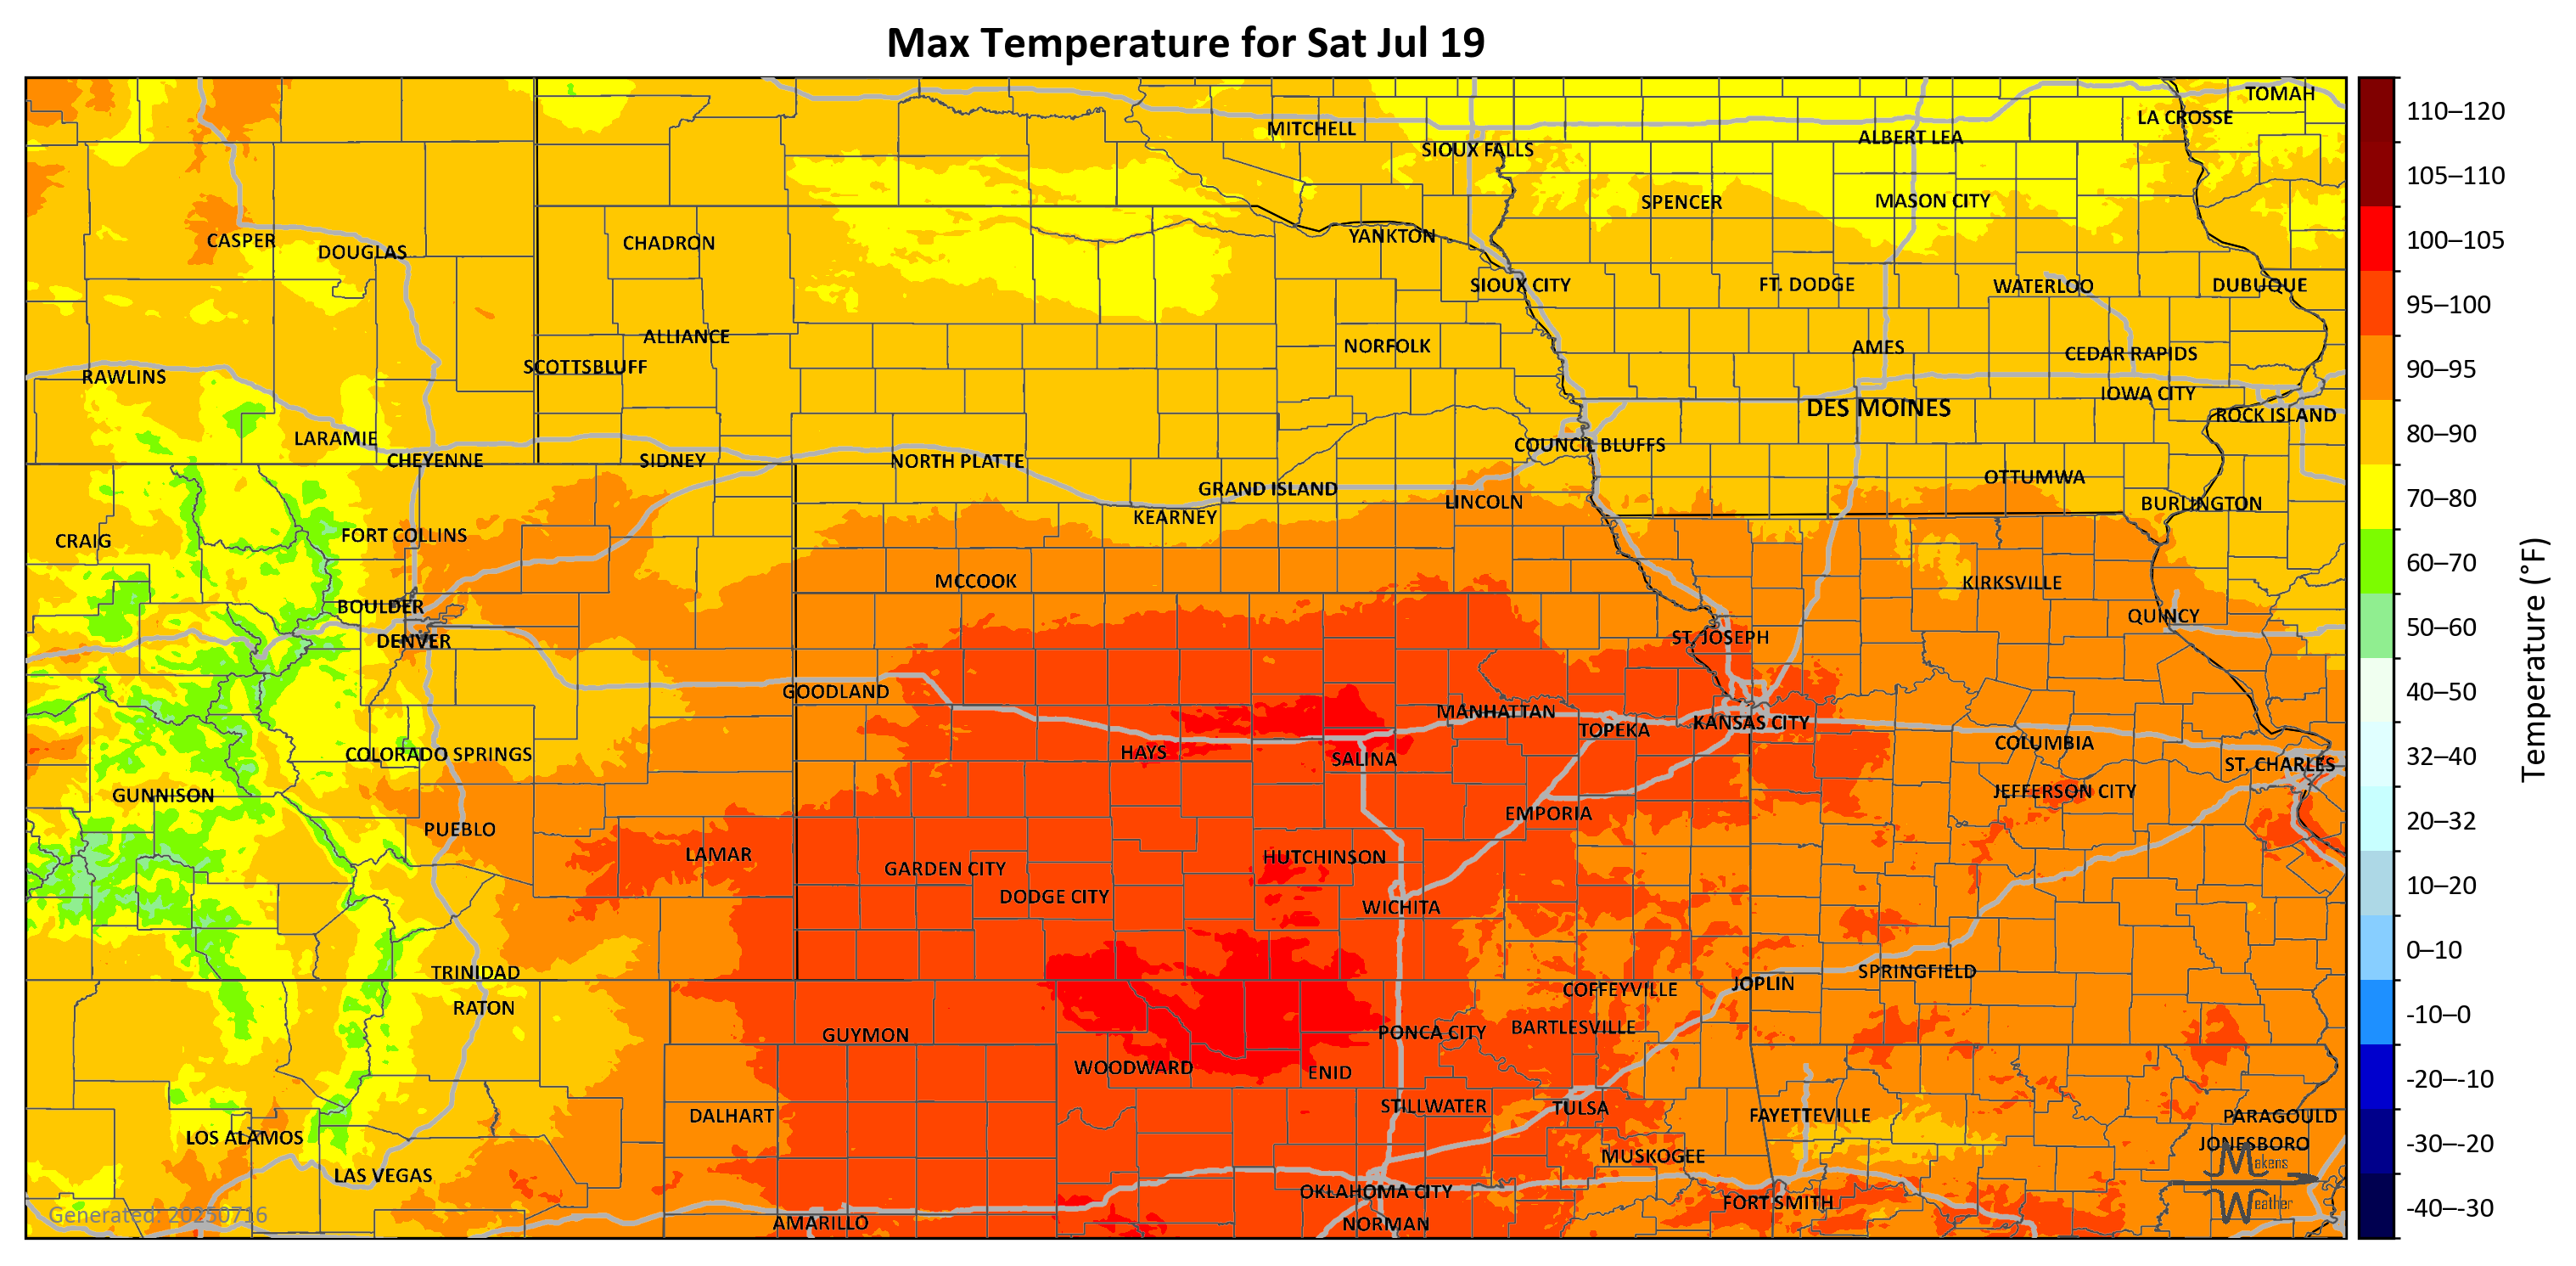 Max Temperature for Sat Jul 19
TOMAH
LA CROSSE
MITCHELL
ALBERT LEA
SIOUX FALLS
SPENCER
MASON CITY
CASPER
DOUGLAS
CHADRON
YANKTON
SIOUX CITY
FT. DODGE
WATERLOO
DUBUQUE
ALLIANCE
NORFOLK
AMES
CEDAR RAPIDS
SCOTTSBLUFF
RAWLINS
IOWA CITY
DES MOINES
ROCK ISLAND
LARAMIE
COUNCIL BLUFFS
CHEYENNE
SIDNEY
NORTH PLATTE
OTTUMWA
GRAND ISLAND
LINCOLN
BURLINGTON
KEARNEY
CRAIG
FORT COLLINS
MCCOOK
KIRKSVILLE
BOULDER
QUINCY
DENVER
ST. JOSEPH
GOODLAND
MANHATTAN
TOPEKA
KANSAS CITY
COLORADO SPRINGS
HAYS
SALINA
COLUMBIA
ST. CHARLES
GUNNISON
JEFFERSON CITY
EMPORIA
PUEBLO
LAMAR
HUTCHINSON
GARDEN CITY
DODGE CITY
WICHITA
TRINIDAD
SPRINGFIELD
JOPLIN
COFFEYVILLE
RATON
GUYMON
PONCA CITY
BARTLESVILLE
WOODWARD
ENID
STILLWATER
TULSA
DALHART
FAYETTEVILLE
PARAGOULD
LOS ALAMOS
JONESBORO
MUSKOGEE
LAS VEGAS
OKLAHOMA CITY
FORT SMITH
AMARILLO
NORMAN
Makens
Weather
Generated: 20250716
110–120
105–110
100–105
95–100
90–95
80–90
70–80
60–70
50–60
40–50
32–40
20–32
10–20
0–10
-10–0
-20–-10
-30–-20
-40–-30
Temperature (°F)